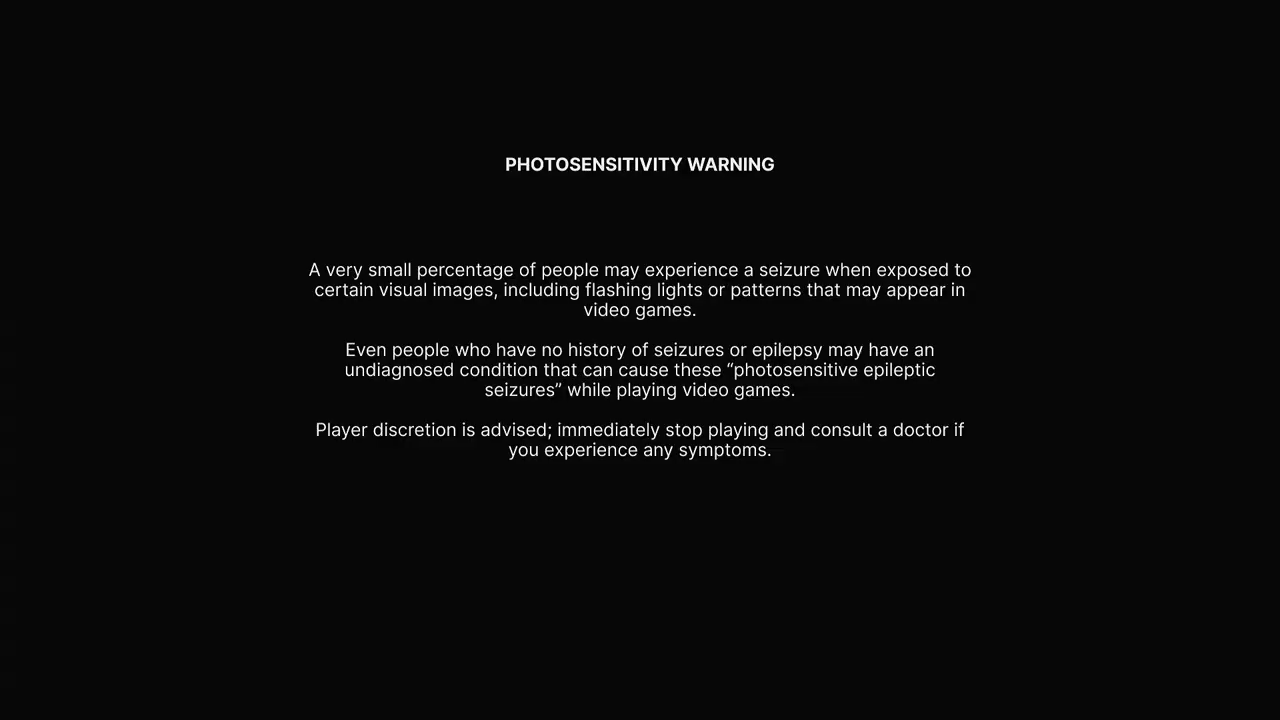 PHOTOSENSITIVITY WARNING
A very small percentage of people may experience a seizure when exposed to
certain visual images, including flashing lights or patterns that may appear in
video games.
Even people who have no history of seizures or epilepsy may have an
undiagnosed condition that can cause these “photosensitive epileptic
seizures” while playing video games.
Player discretion is advised; immediately stop playing and consult a doctor if
you experience any symptoms.